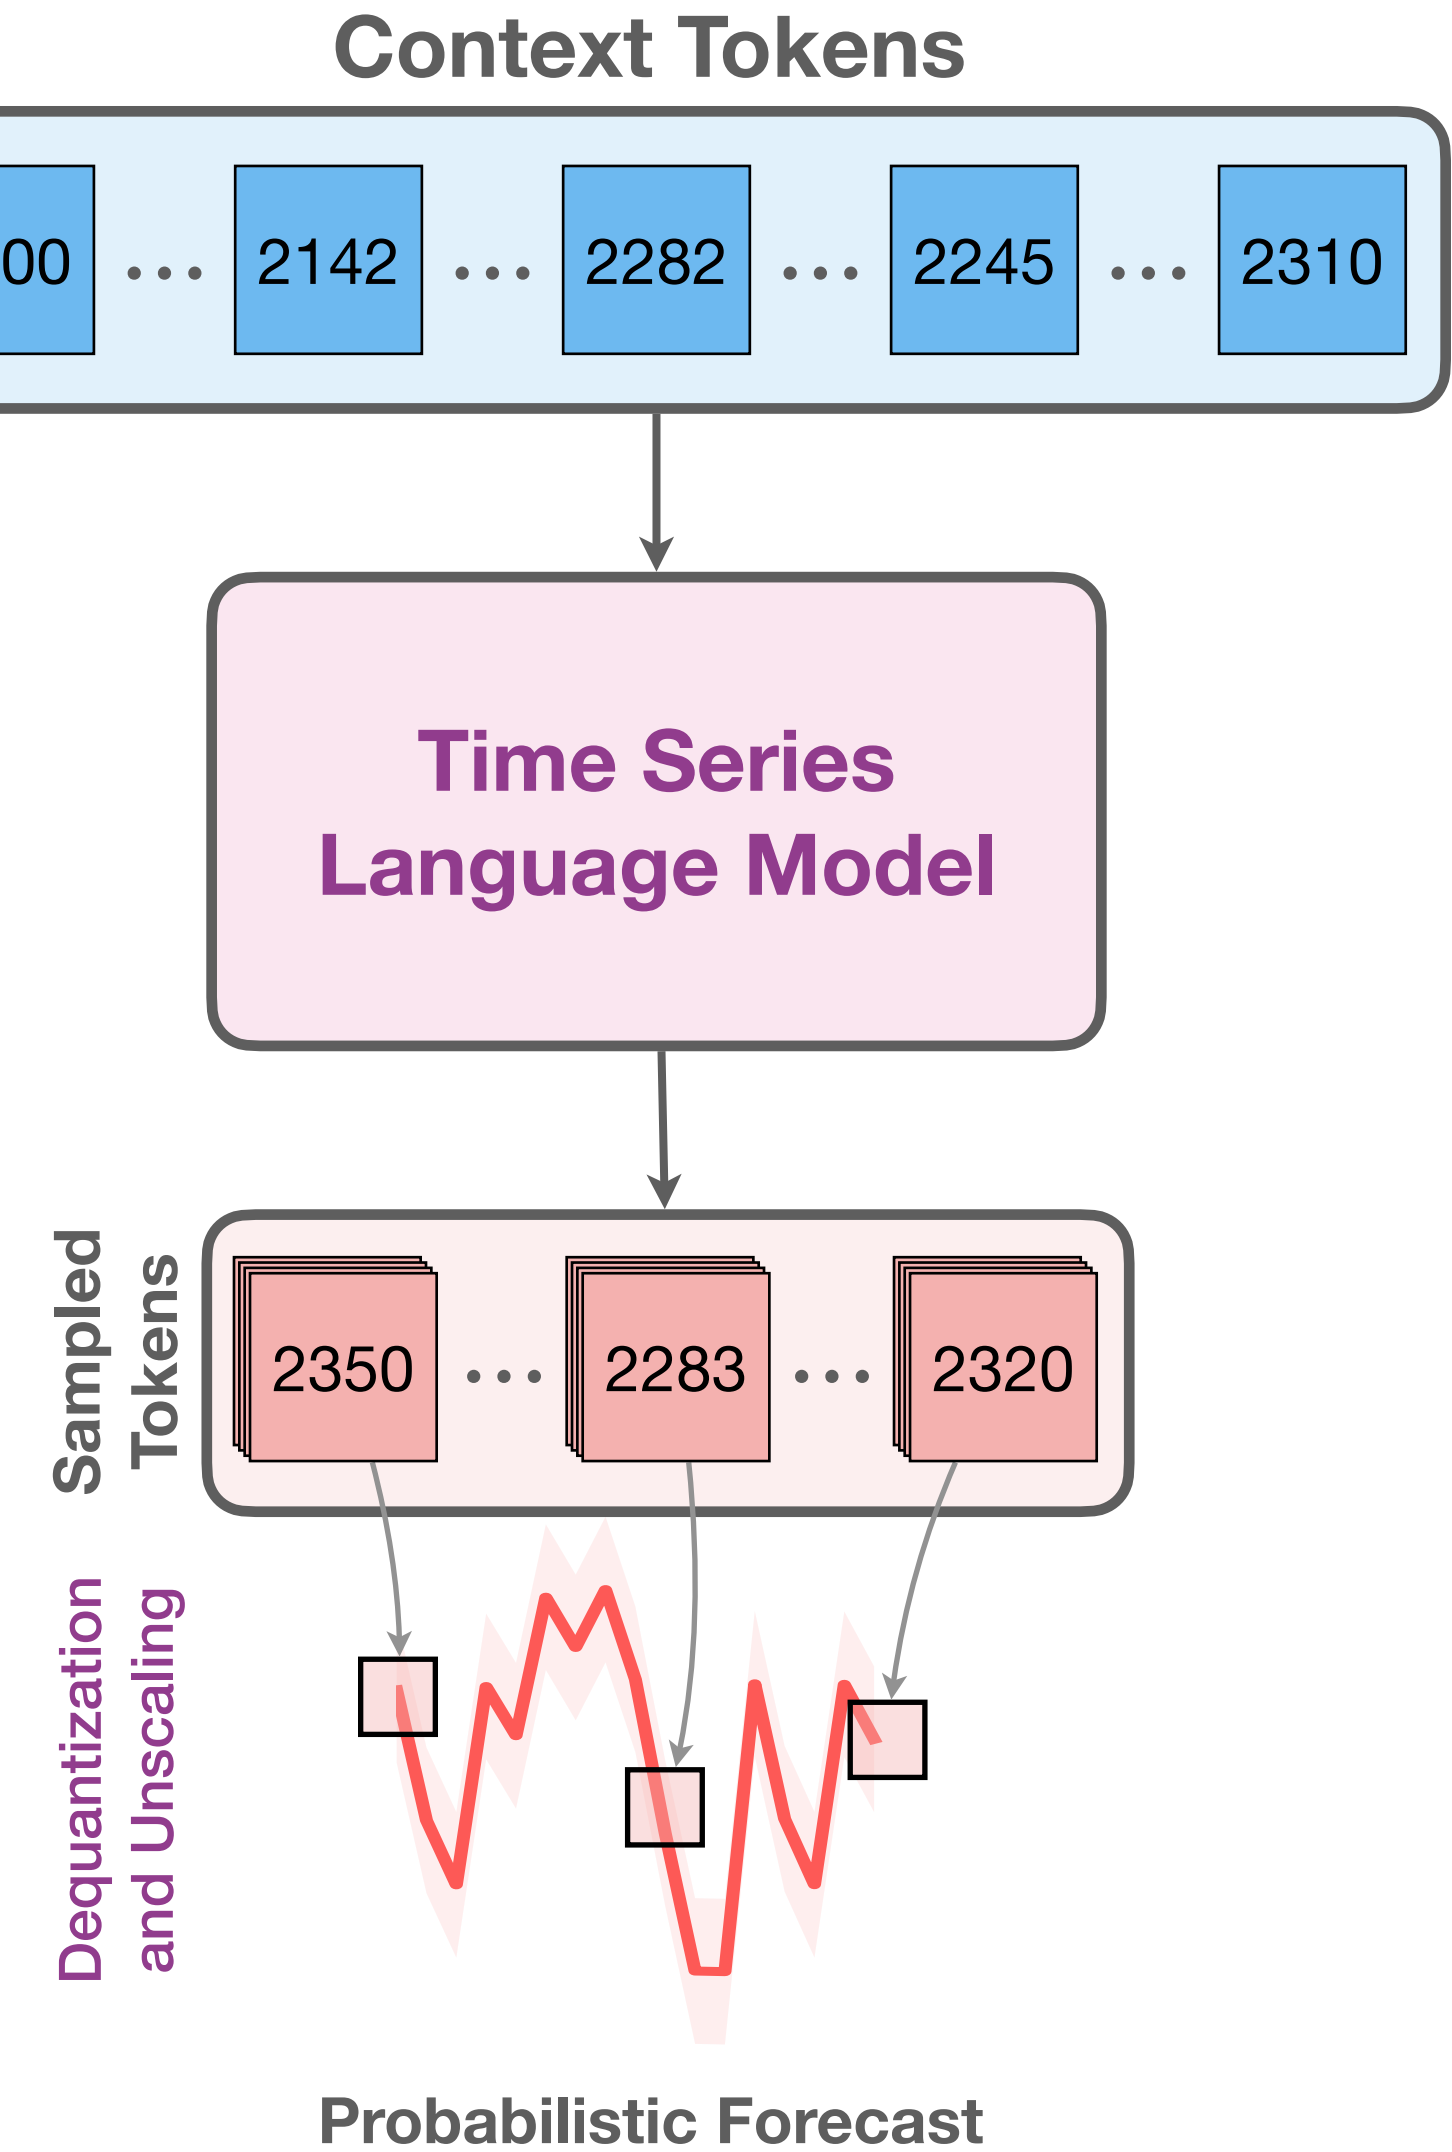 Context Tokens
00 ... 2142 ... 2282 ... 2245 ... 2310
Time Series
Language Model
Sampled
Tokens
2350 ... 2283 ... 2320
Dequantization
and Unscaling
Probabilistic Forecast